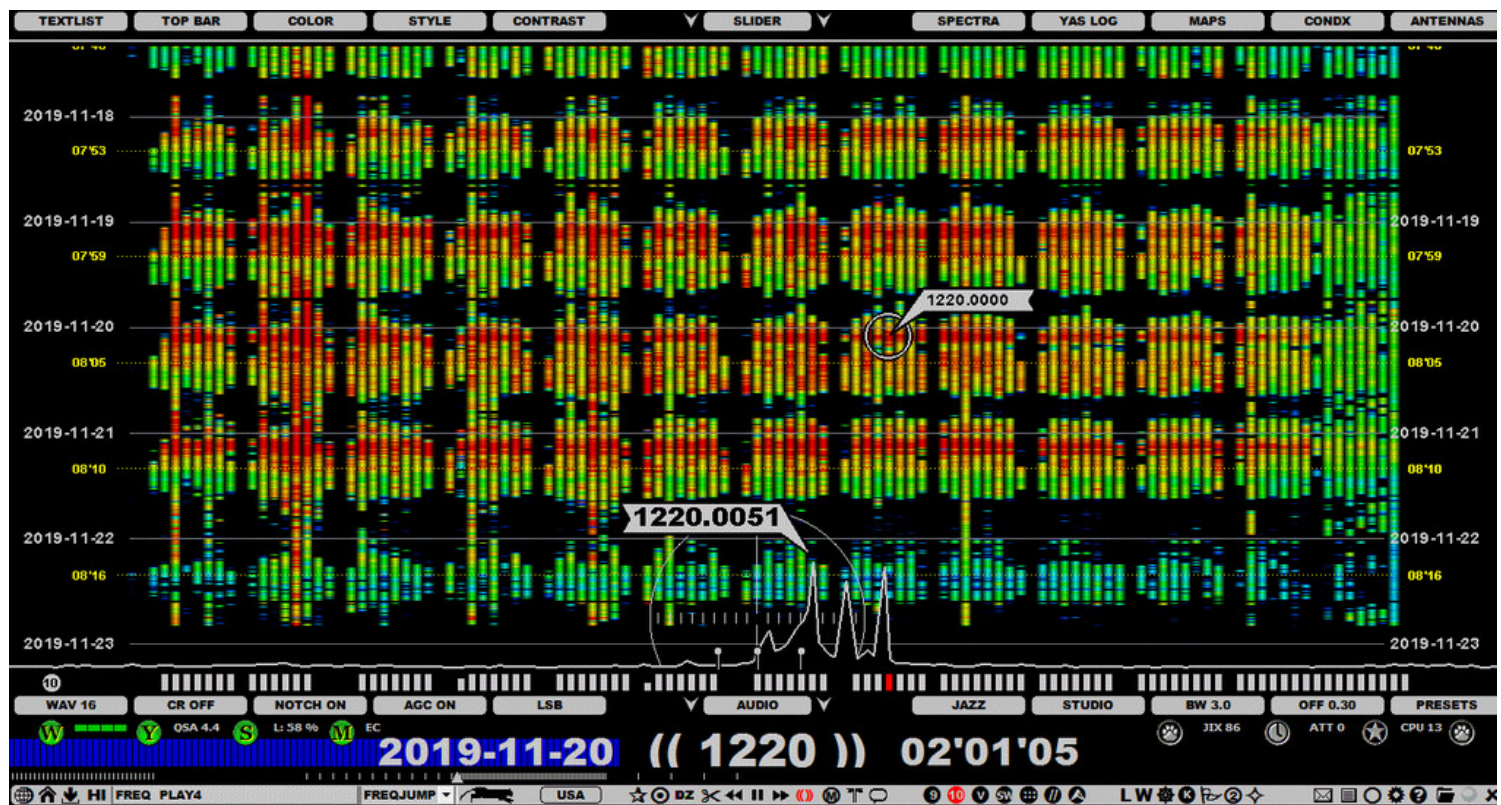 TEXTLIST TOP BAR COLOR STYLE CONTRAST SLIDER SPECTRA YAS LOG MAPS CONDX ANTENNAS
2019-11-18
07'53 07'53
2019-11-19 2019-11-19
07'59 07'59
1220.0000
2019-11-20 2019-11-20
08'05 08'05
2019-11-21 2019-11-21
08'10 08'10
1220.0051
2019-11-22 2019-11-22
08'16 08'16
2019-11-23 2019-11-23
10
WAV 16 CR OFF NOTCH ON AGC ON LSB AUDIO JAZZ STUDIO BW 3.0 OFF 0.30 PRESETS
W Y QSA 4.4 S L: 58 % M EC JIX 86 ATT 0 CPU 13
2019-11-20 (( 1220 )) 02'01'05
HI FREQ PLAY4 FREQJUMP USA DZ M 9 10 V SW L W K 2 ? X